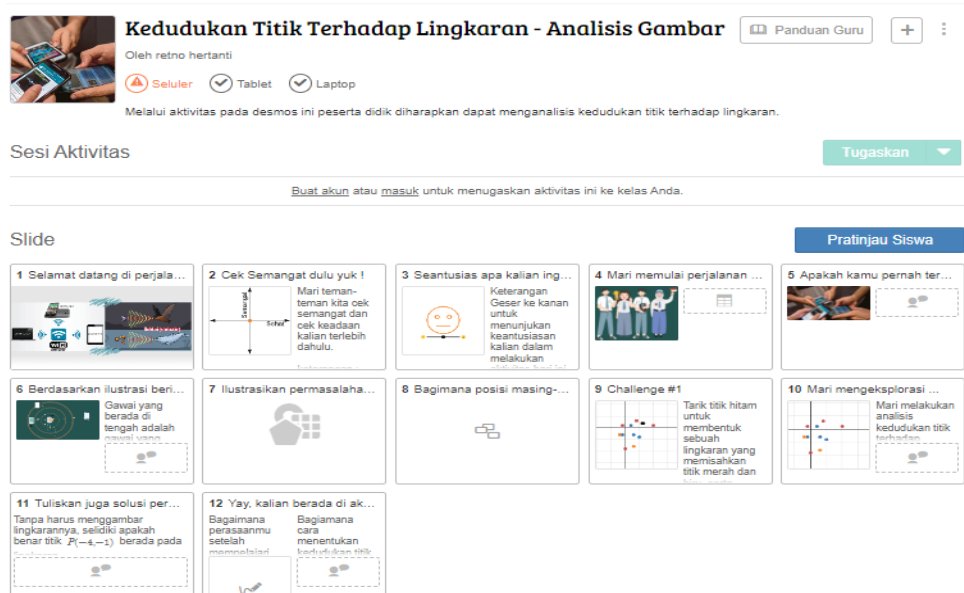 Kedudukan Titik Terhadap Lingkaran - Analisis Gambar
Panduan Guru
Oleh retno hertanti
Seluler
Tablet
Laptop
Melalui aktivitas pada desmos ini peserta didik diharapkan dapat menganalisis kedudukan titik terhadap lingkaran.
Sesi Aktivitas
Tugaskan
Buat akun atau masuk untuk menugaskan aktivitas ini ke kelas Anda.
Slide
Pratinjau Siswa
1 Selamat datang di perjala...
2 Cek Semangat dulu yuk !
Semangat
Sehat
Mari teman-
teman kita cek
semangat dan
cek keadaan
kalian terlebih
dahulu.
3 Seantusias apa kalian ing...
Keterangan
Geser ke kanan
untuk
menunjukan
keantusiasan
kalian dalam
melakukan
4 Mari memulai perjalanan ...
5 Apakah kamu pernah ter...
6 Berdasarkan ilustrasi beri...
Gawai yang
berada di
tengah adalah
gawai yang
7 Ilustrasikan permasalaha...
8 Bagimana posisi masing-...
9 Challenge #1
Tarik titik hitam
untuk
membentuk
sebuah
lingkaran yang
memisahkan
titik merah dan
10 Mari mengeksplorasi ...
Mari melakukan
analisis
kedudukan titik
terhadap
11 Tuliskan juga solusi per...
Tanpa harus menggambar
lingkarannya, selidiki apakah
benar titik P(−4,−1) berada pada
12 Yay, kalian berada di ak...
Bagaimana
perasaanmu
setelah
mempelajari
Bagiamana
cara
menentukan
kedudukan titik